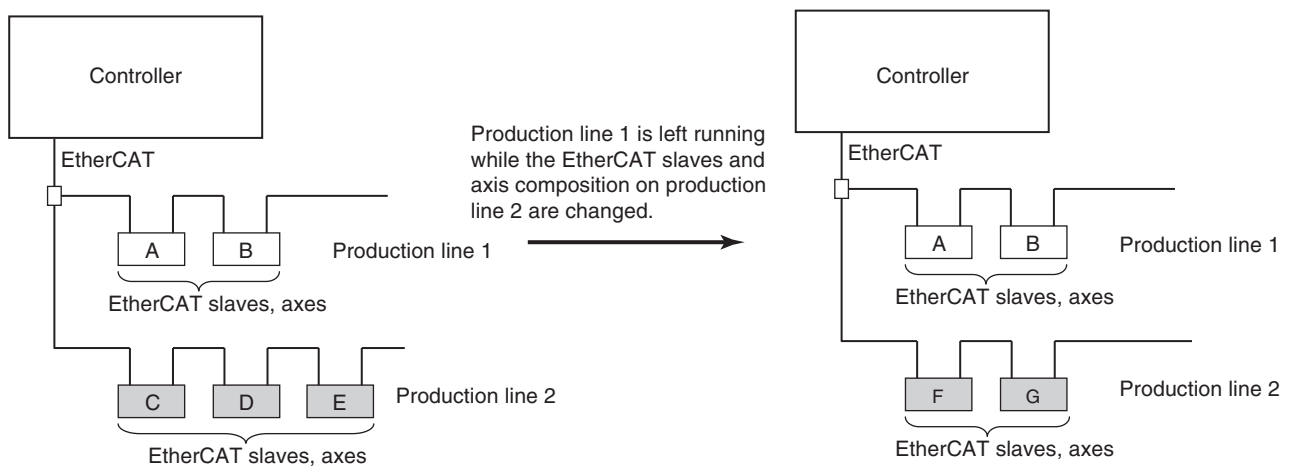 Controller
EtherCAT
A
B
Production line 1
EtherCAT slaves, axes
C
D
E
Production line 2
EtherCAT slaves, axes
Production line 1 is left running
while the EtherCAT slaves and
axis composition on production
line 2 are changed.
Controller
EtherCAT
A
B
Production line 1
EtherCAT slaves, axes
F
G
Production line 2
EtherCAT slaves, axes